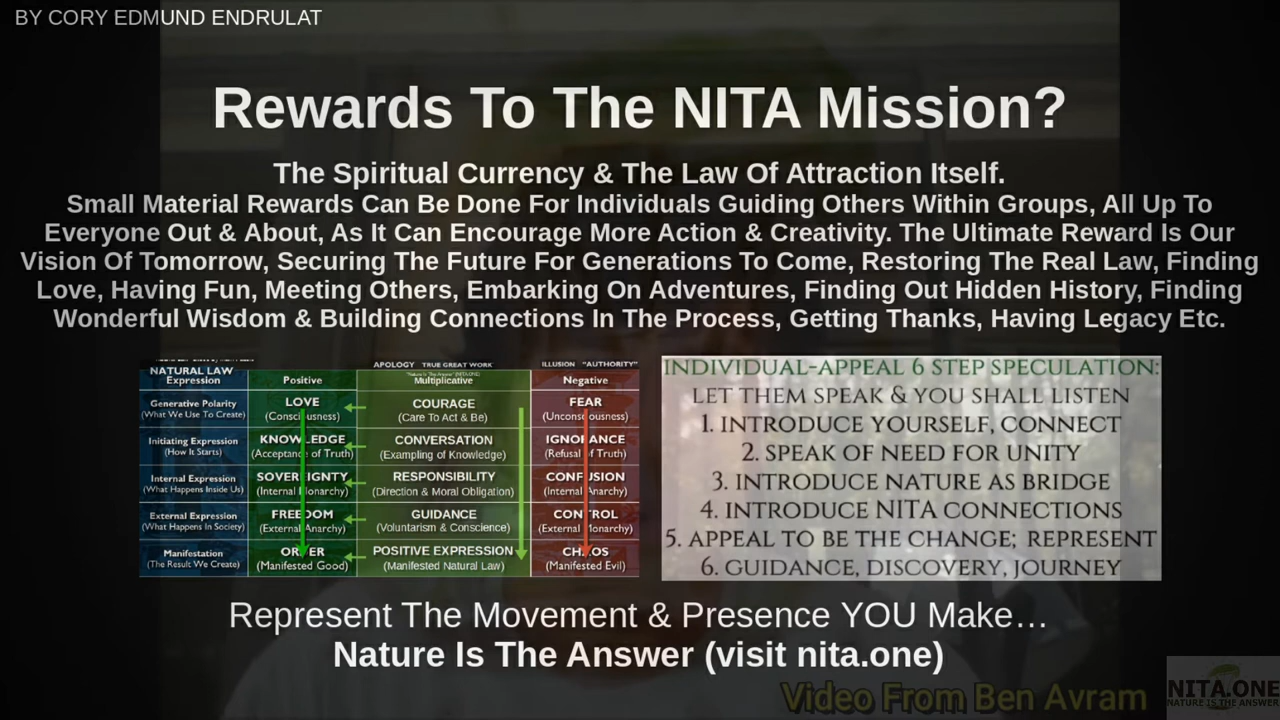 BY CORY EDMUND ENDRULAT
Rewards To The NITA Mission?
The Spiritual Currency & The Law Of Attraction Itself.
Small Material Rewards Can Be Done For Individuals Guiding Others Within Groups, All Up To
Everyone Out & About, As It Can Encourage More Action & Creativity. The Ultimate Reward Is Our
Vision Of Tomorrow, Securing The Future For Generations To Come, Restoring The Real Law, Finding
Love, Having Fun, Meeting Others, Embarking On Adventures, Finding Out Hidden History, Finding
Wonderful Wisdom & Building Connections In The Process, Getting Thanks, Having Legacy Etc.
APOLOGY "TRUE GREAT WORK" ILLUSION "AUTHORITY"
NATURAL LAW
Expression Positive Multiplicative Negative
Generative Polarity LOVE COURAGE FEAR
(What We Use To Create) (Consciousness) (Care To Act & Be) (Unconsciousness)
Initiating Expression KNOWLEDGE CONVERSATION IGNORANCE
(How It Starts) (Acceptance of Truth) (Exampling of Knowledge) (Refusal of Truth)
Internal Expression SOVEREIGNTY RESPONSIBILITY CONFUSION
(What Happens Inside Us) (Internal Monarchy) (Direction & Moral Obligation) (Internal Anarchy)
External Expression FREEDOM GUIDANCE CONTROL
(What Happens In Society) (External Anarchy) (Voluntarism & Conscience) (External Monarchy)
Manifestation ORDER POSITIVE EXPRESSION CHAOS
(The Result We Create) (Manifested Good) (Manifested Natural Law) (Manifested Evil)
INDIVIDUAL-APPEAL 6 STEP SPECULATION:
LET THEM SPEAK & YOU SHALL LISTEN
1. INTRODUCE YOURSELF, CONNECT
2. SPEAK OF NEED FOR UNITY
3. INTRODUCE NATURE AS BRIDGE
4. INTRODUCE NITA CONNECTIONS
5. APPEAL TO BE THE CHANGE; REPRESENT
6. GUIDANCE, DISCOVERY, JOURNEY
Represent The Movement & Presence YOU Make…
Nature Is The Answer (visit nita.one)
Video From Ben Avram
NITA.ONE
NATURE IS THE ANSWER